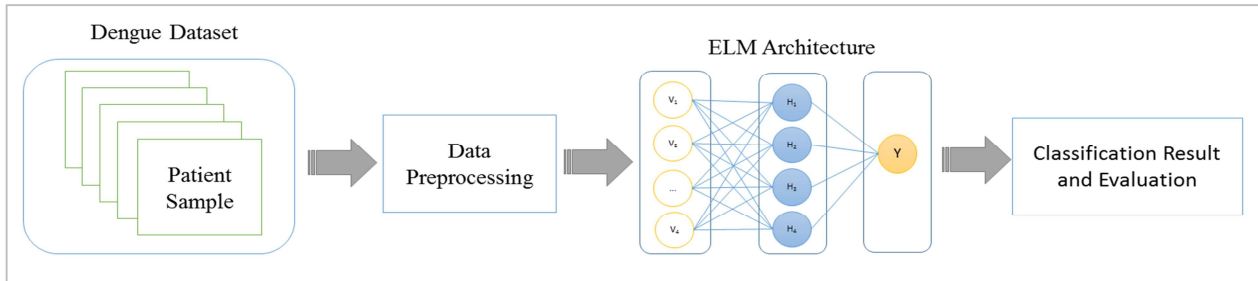 Dengue Dataset
Patient
Sample
Data
Preprocessing
ELM Architecture
V₁
V₂
...
V₄
H₁
H₂
H₃
H₄
Y
Classification Result
and Evaluation